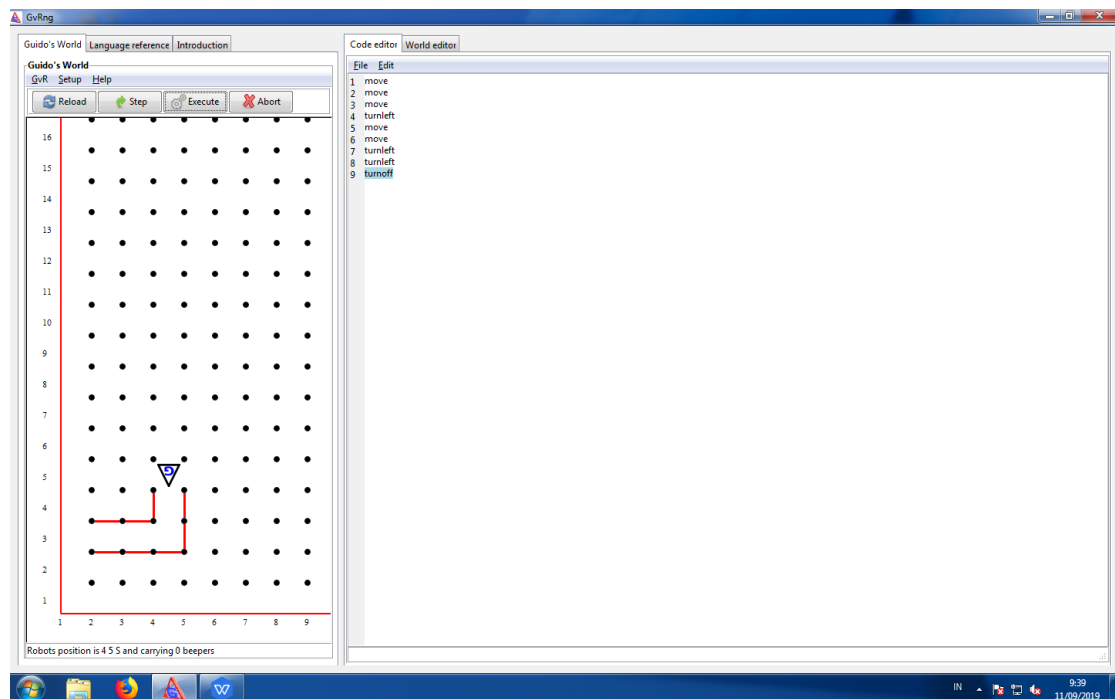 GvRng
Guido's World Language reference Introduction
Guido's World
GvR Setup Help
Reload Step Execute Abort
16
15
14
13
12
11
10
9
8
7
6
5
4
3
2
1
1 2 3 4 5 6 7 8 9
G
Robots position is 4 5 S and carrying 0 beepers
Code editor World editor
File Edit
1 move
2 move
3 move
4 turnleft
5 move
6 move
7 turnleft
8 turnleft
9 turnoff
IN
9:39
11/09/2019